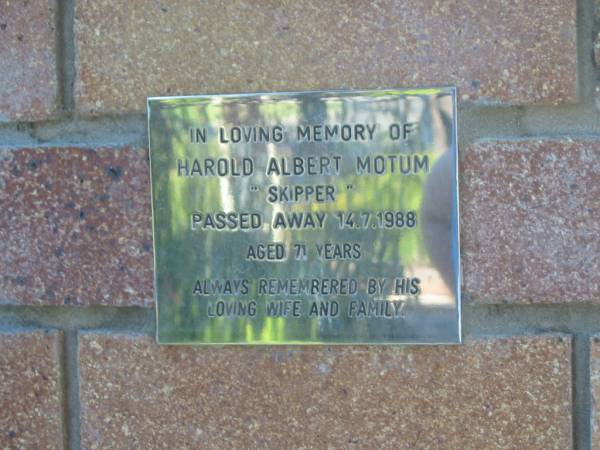 IN LOVING MEMORY OF
HAROLD ALBERT MOTUM
" SKIPPER "
PASSED AWAY 14.7.1988
AGED 71 YEARS
ALWAYS REMEMBERED BY HIS
LOVING WIFE AND FAMILY.